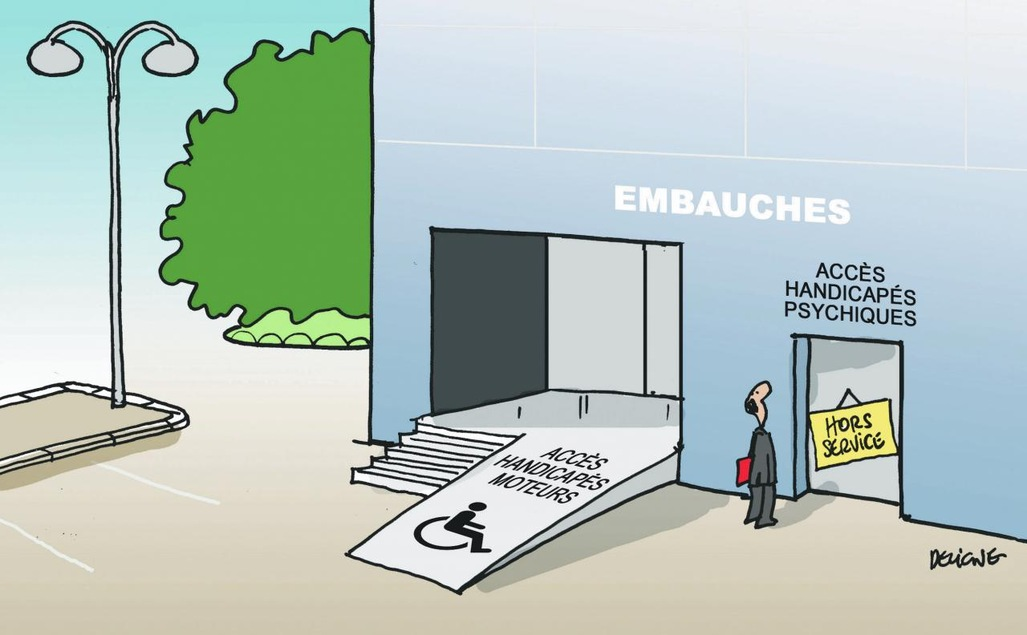 EMBAUCHES
ACCÈS
HANDICAPÉS
PSYCHIQUES
HORS
SERVICE
ACCÈS
HANDICAPÉS
MOTEURS
DELIGNE